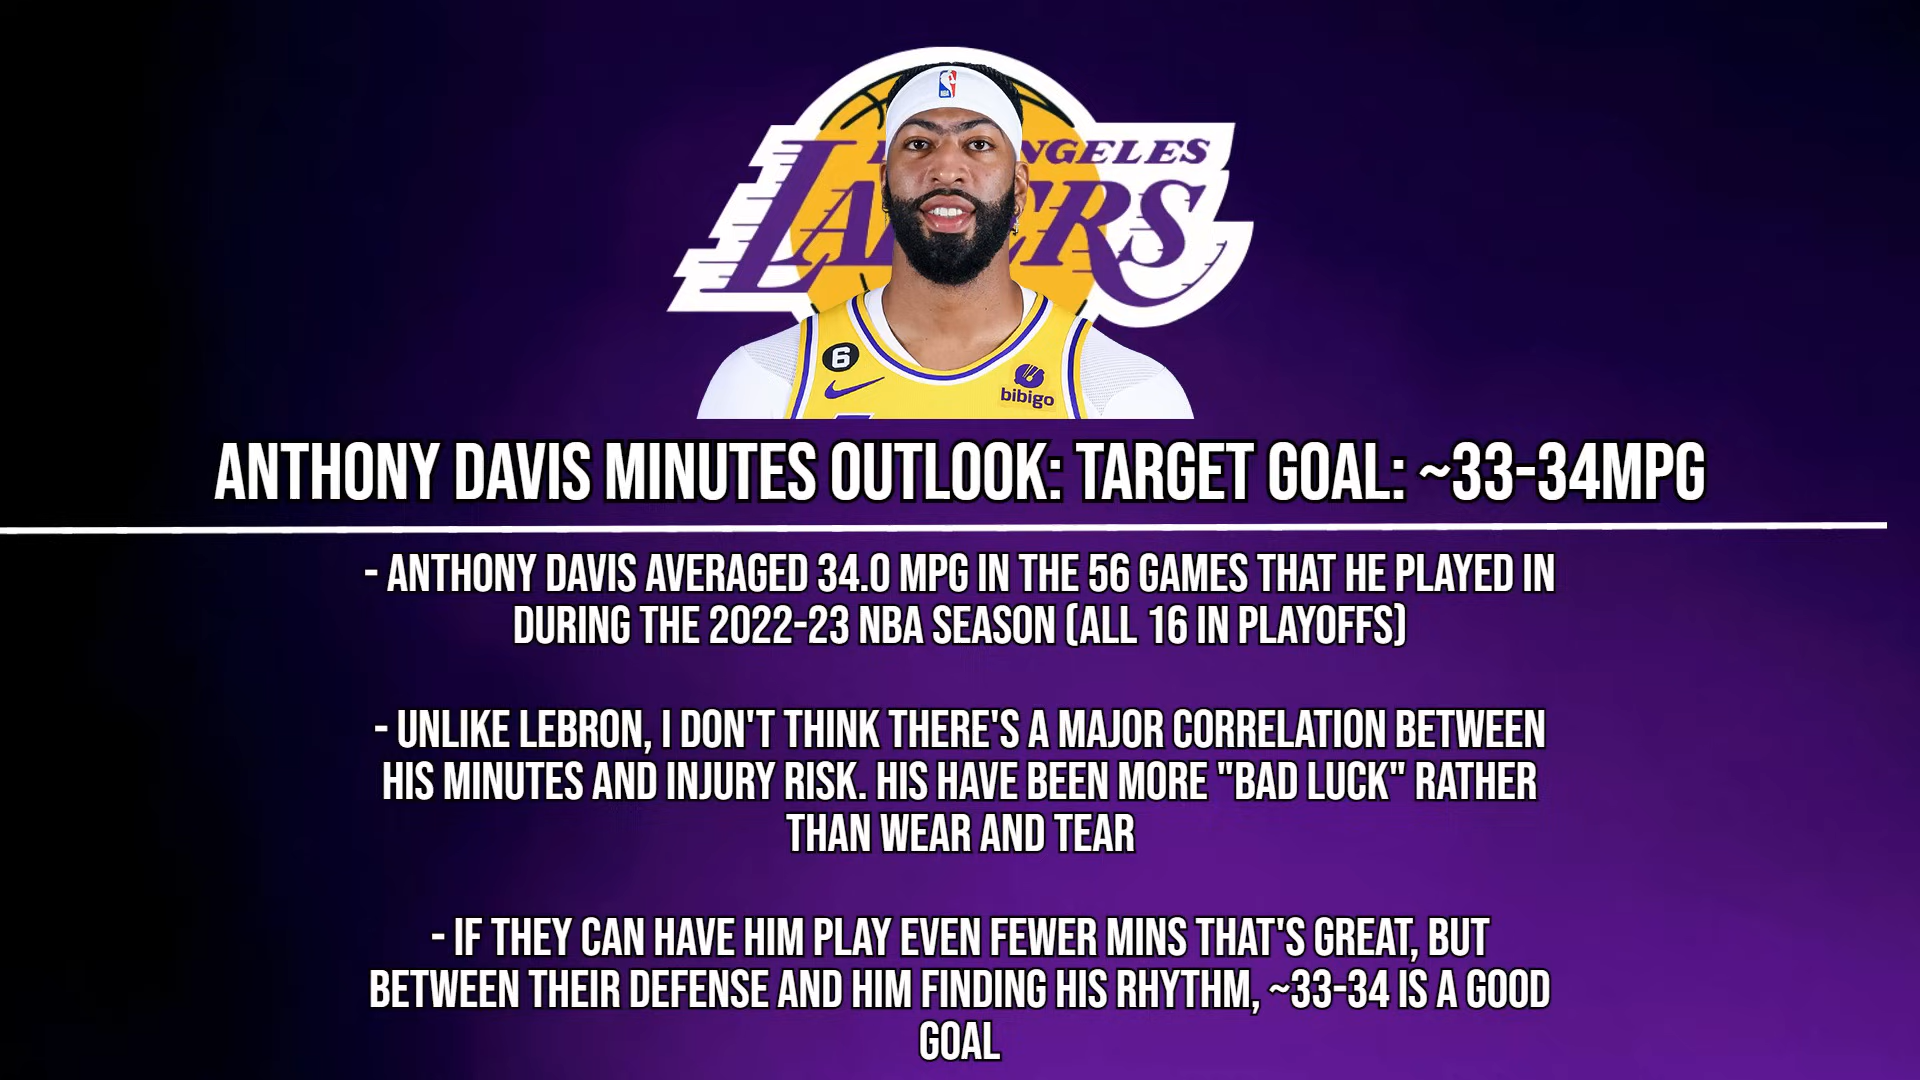 LOS ANGELES
LAKERS
6
bibigo
ANTHONY DAVIS MINUTES OUTLOOK: TARGET GOAL: ~33-34MPG
- ANTHONY DAVIS AVERAGED 34.0 MPG IN THE 56 GAMES THAT HE PLAYED IN
DURING THE 2022-23 NBA SEASON (ALL 16 IN PLAYOFFS)
- UNLIKE LEBRON, I DON'T THINK THERE'S A MAJOR CORRELATION BETWEEN
HIS MINUTES AND INJURY RISK. HIS HAVE BEEN MORE "BAD LUCK" RATHER
THAN WEAR AND TEAR
- IF THEY CAN HAVE HIM PLAY EVEN FEWER MINS THAT'S GREAT, BUT
BETWEEN THEIR DEFENSE AND HIM FINDING HIS RHYTHM, ~33-34 IS A GOOD
GOAL